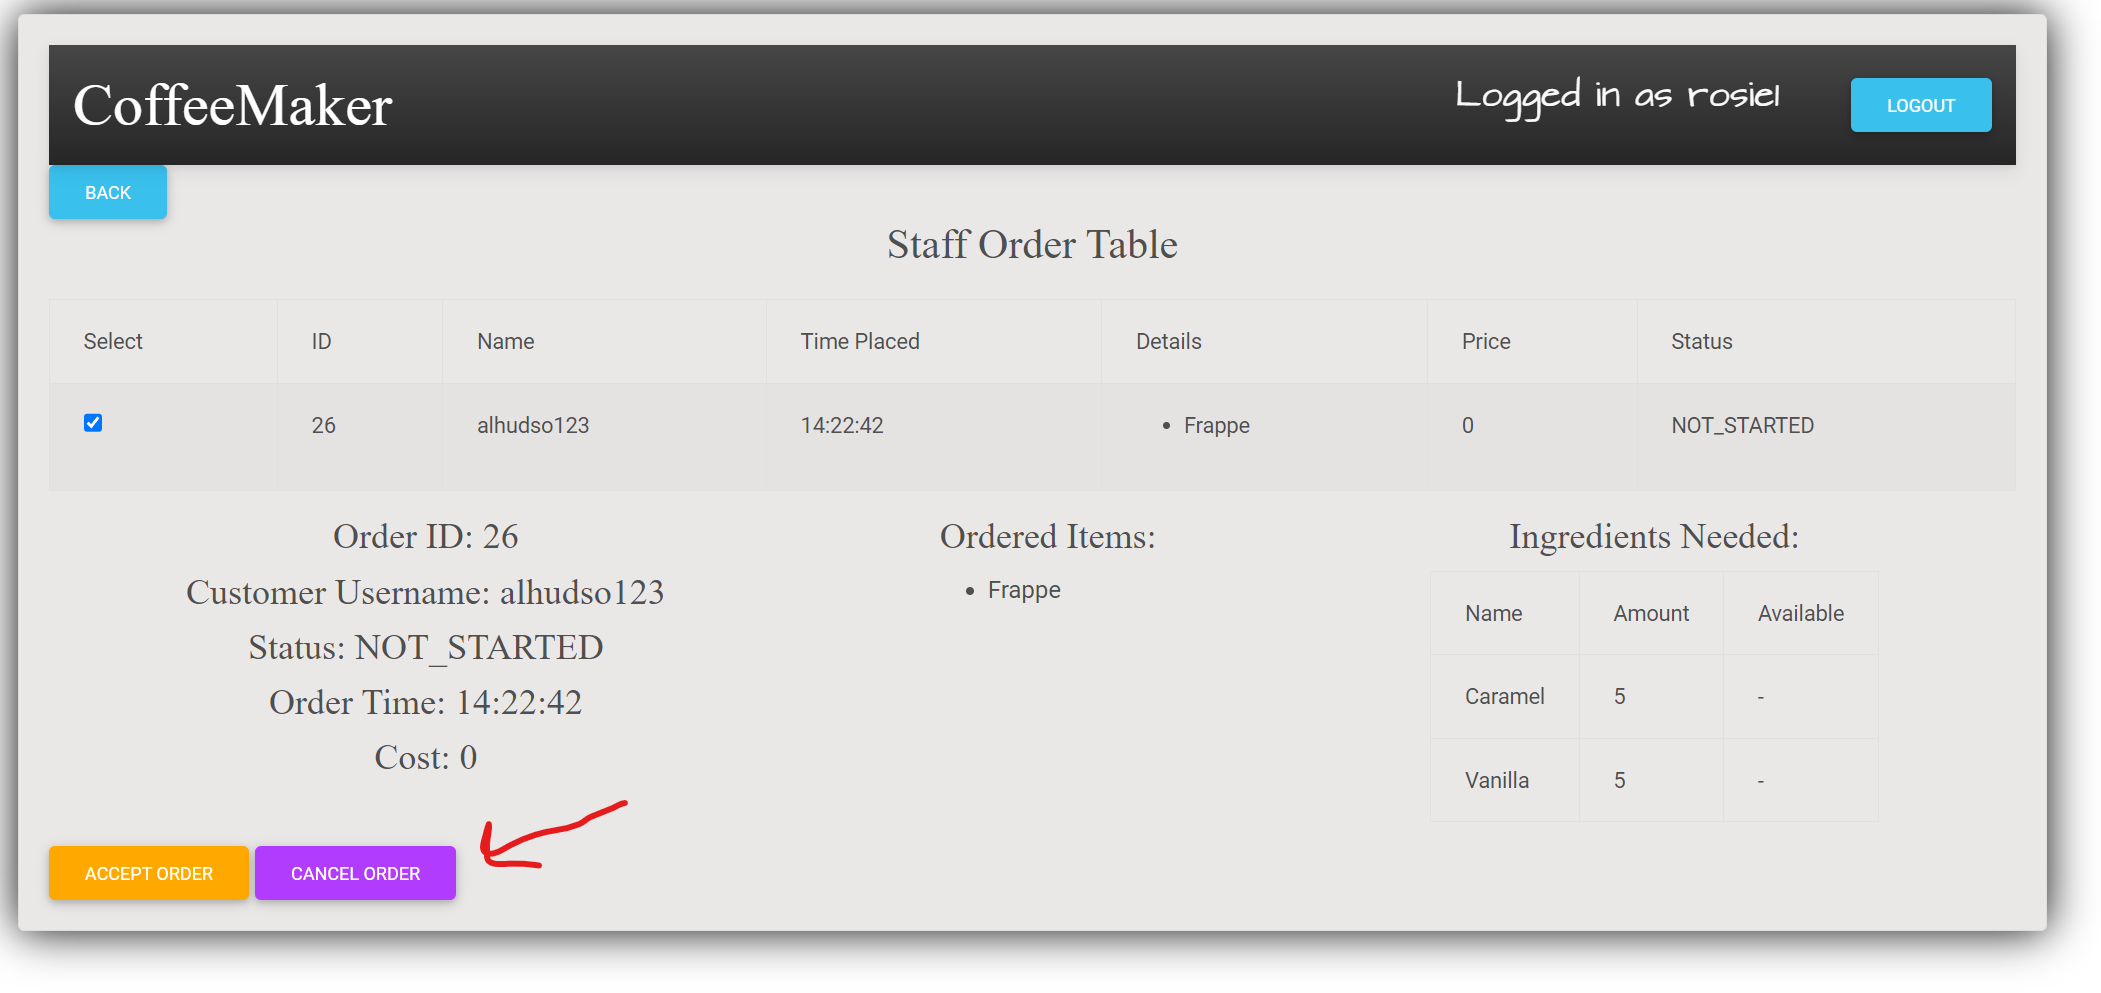 CoffeeMaker
Logged in as rosiel
LOGOUT
BACK
Staff Order Table
Select ID Name Time Placed Details Price Status
26 alhudso123 14:22:42 • Frappe 0 NOT_STARTED
Order ID: 26
Customer Username: alhudso123
Status: NOT_STARTED
Order Time: 14:22:42
Cost: 0
Ordered Items:
• Frappe
Ingredients Needed:
Name Amount Available
Caramel 5 -
Vanilla 5 -
ACCEPT ORDER
CANCEL ORDER